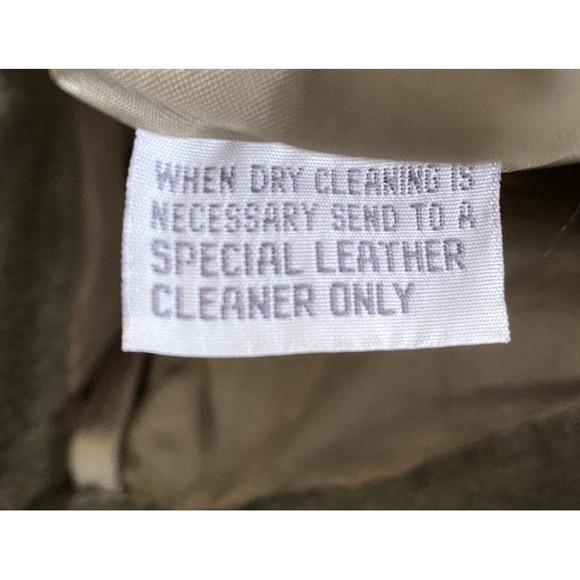 WHEN DRY CLEANING IS
NECESSARY SEND TO A
SPECIAL LEATHER
CLEANER ONLY